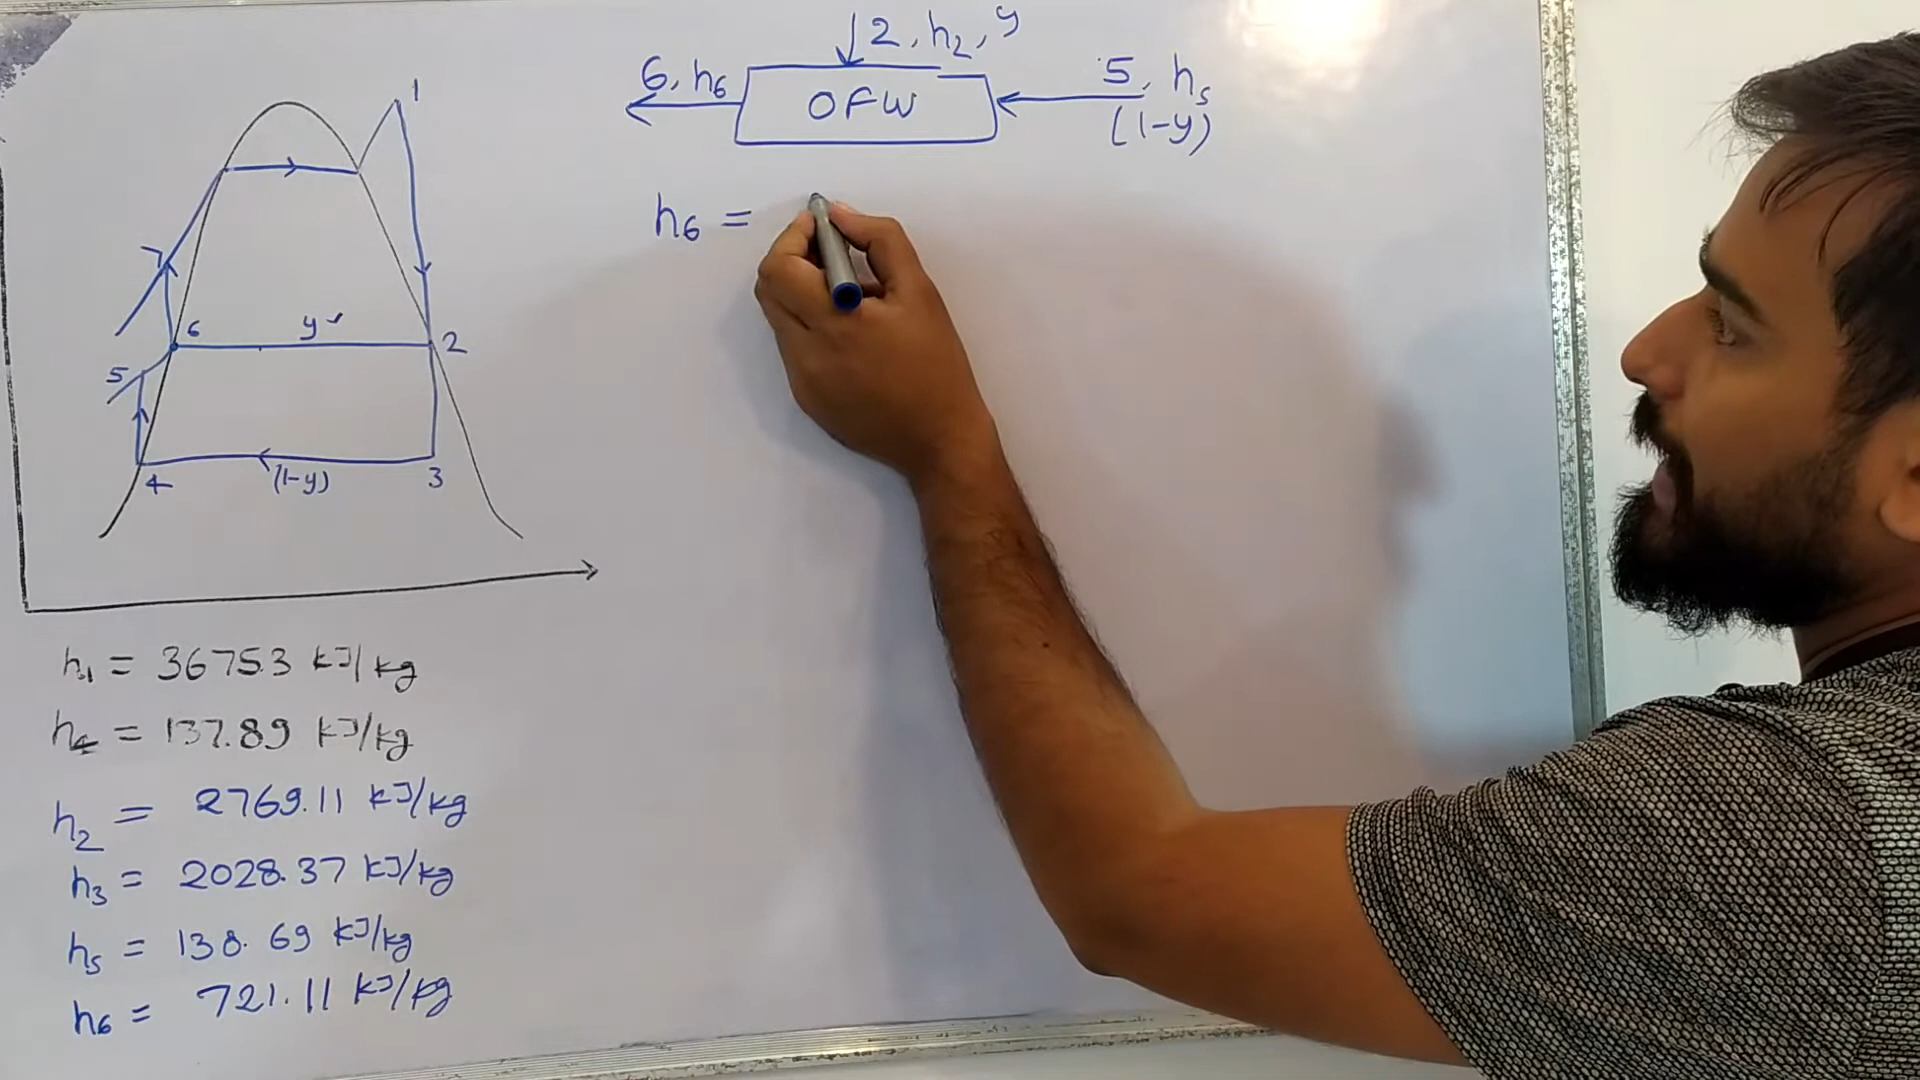 2, h₂, y
6, h₆
OFW
5, h₅
(1-y)
h₆ =
1
7
6
y
2
5
4
(1-y)
3
h₁ = 3675.3 kJ/kg
h₄ = 137.89 kJ/kg
h₂ = 2769.11 kJ/kg
h₃ = 2028.37 kJ/kg
h₅ = 138.69 kJ/kg
h₆ = 721.11 kJ/kg